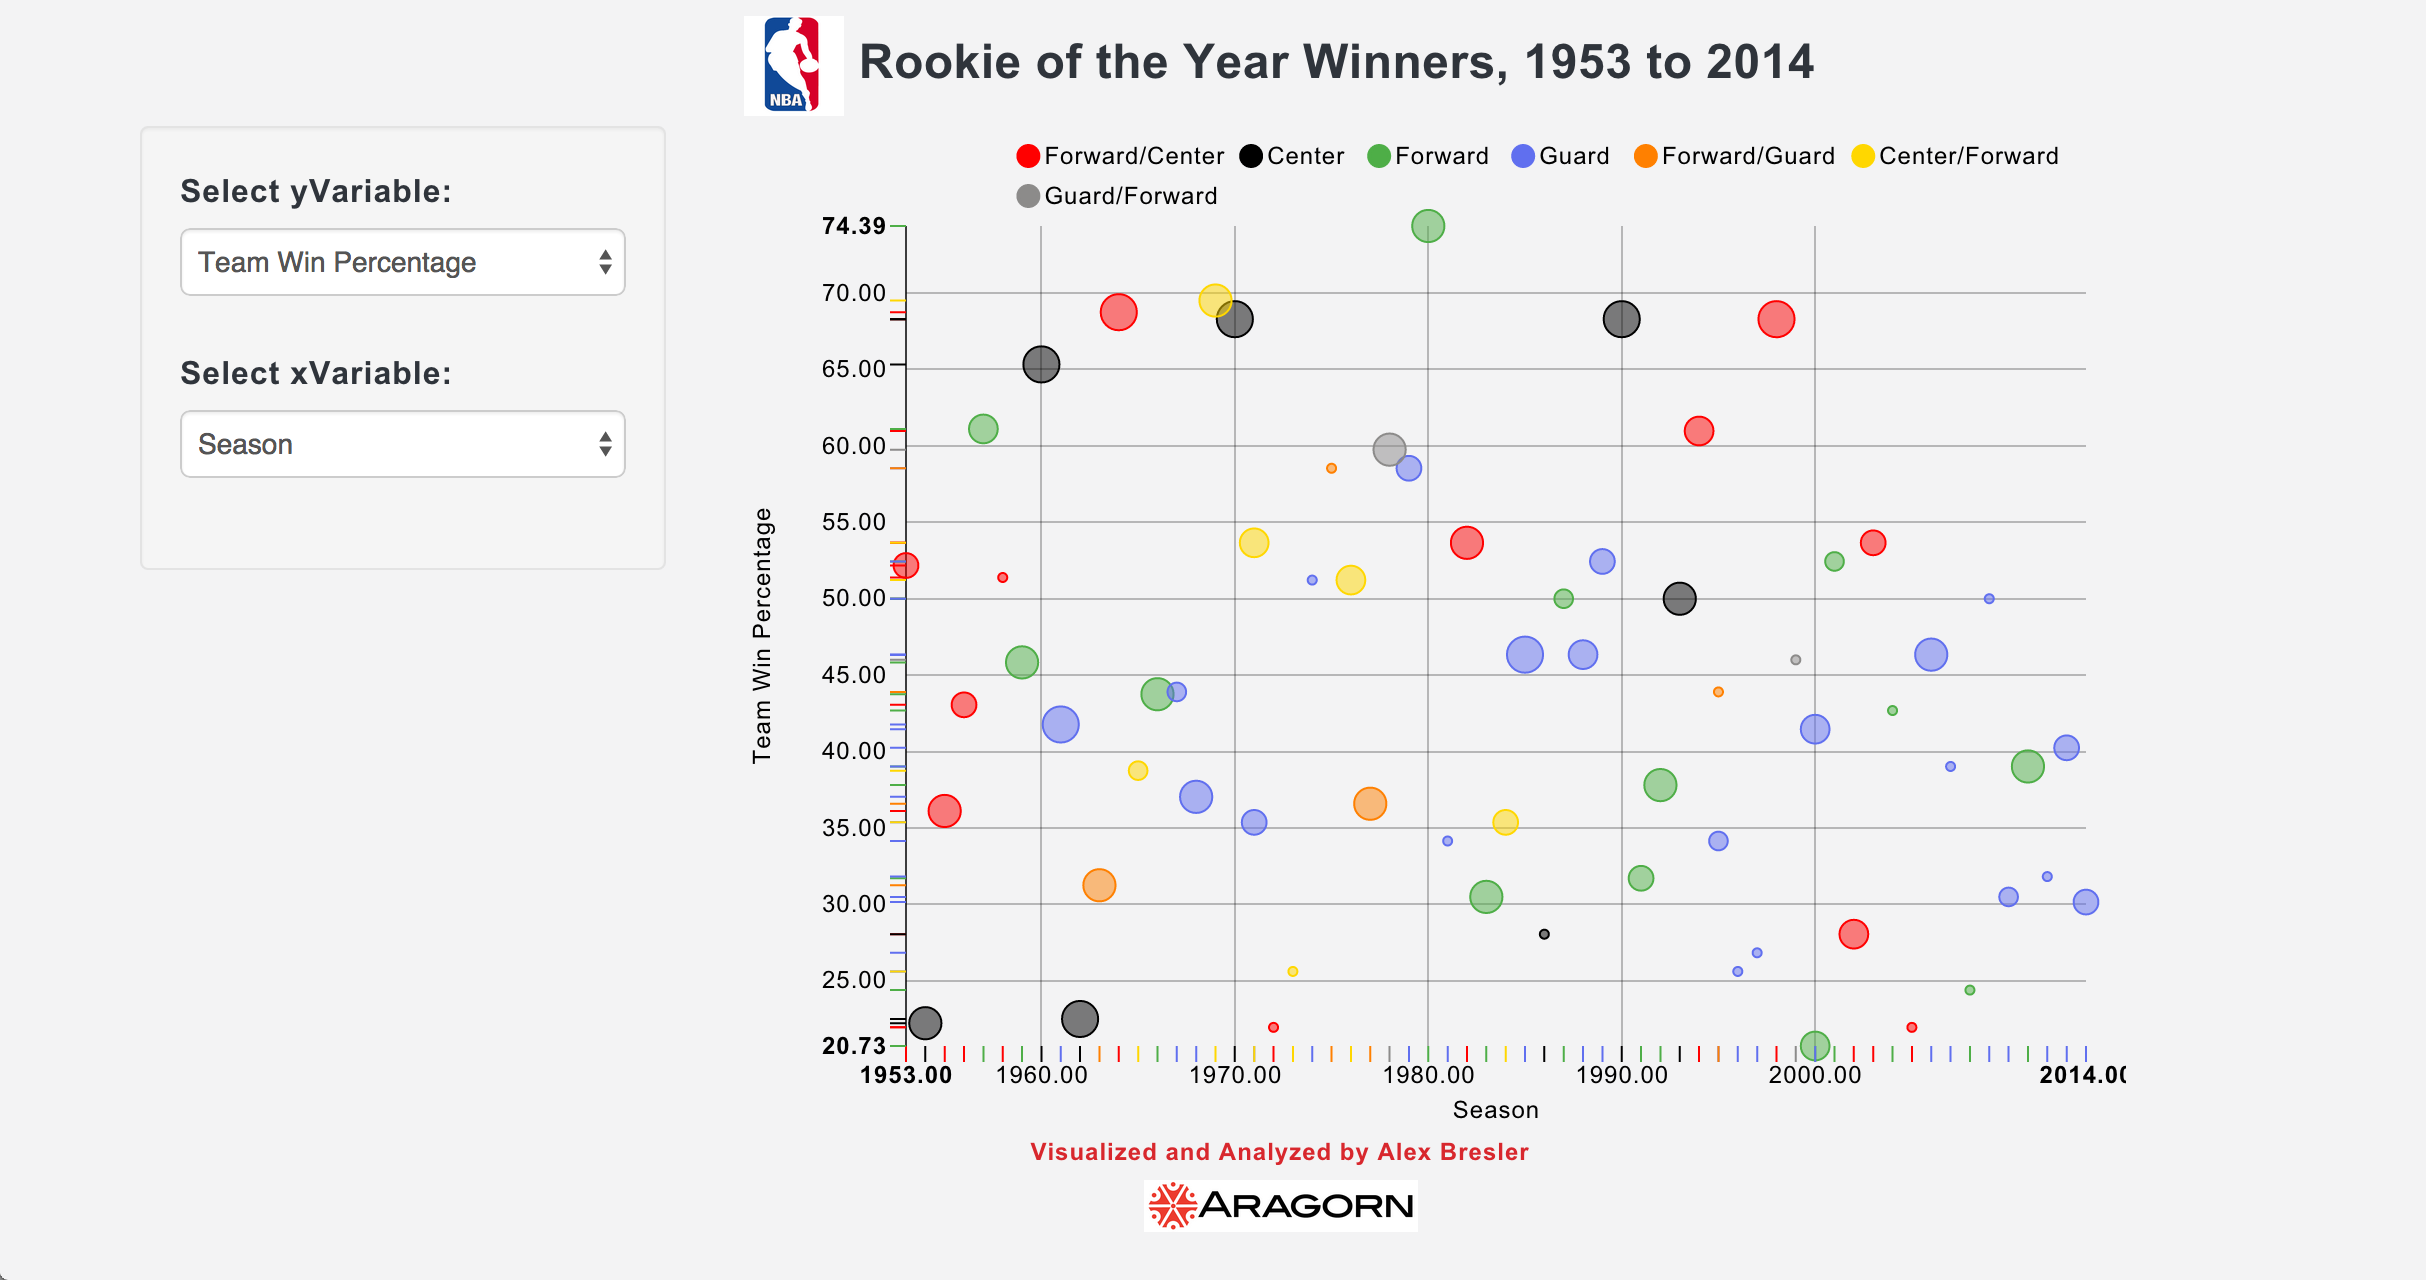 NBA
Rookie of the Year Winners, 1953 to 2014
Select yVariable:
Team Win Percentage
Select xVariable:
Season
Forward/Center Center Forward Guard Forward/Guard Center/Forward
Guard/Forward
74.39
70.00
65.00
60.00
55.00
50.00
45.00
40.00
35.00
30.00
25.00
20.73
Team Win Percentage
1953.00 1960.00 1970.00 1980.00 1990.00 2000.00 2014.00
Season
Visualized and Analyzed by Alex Bresler
ARAGORN